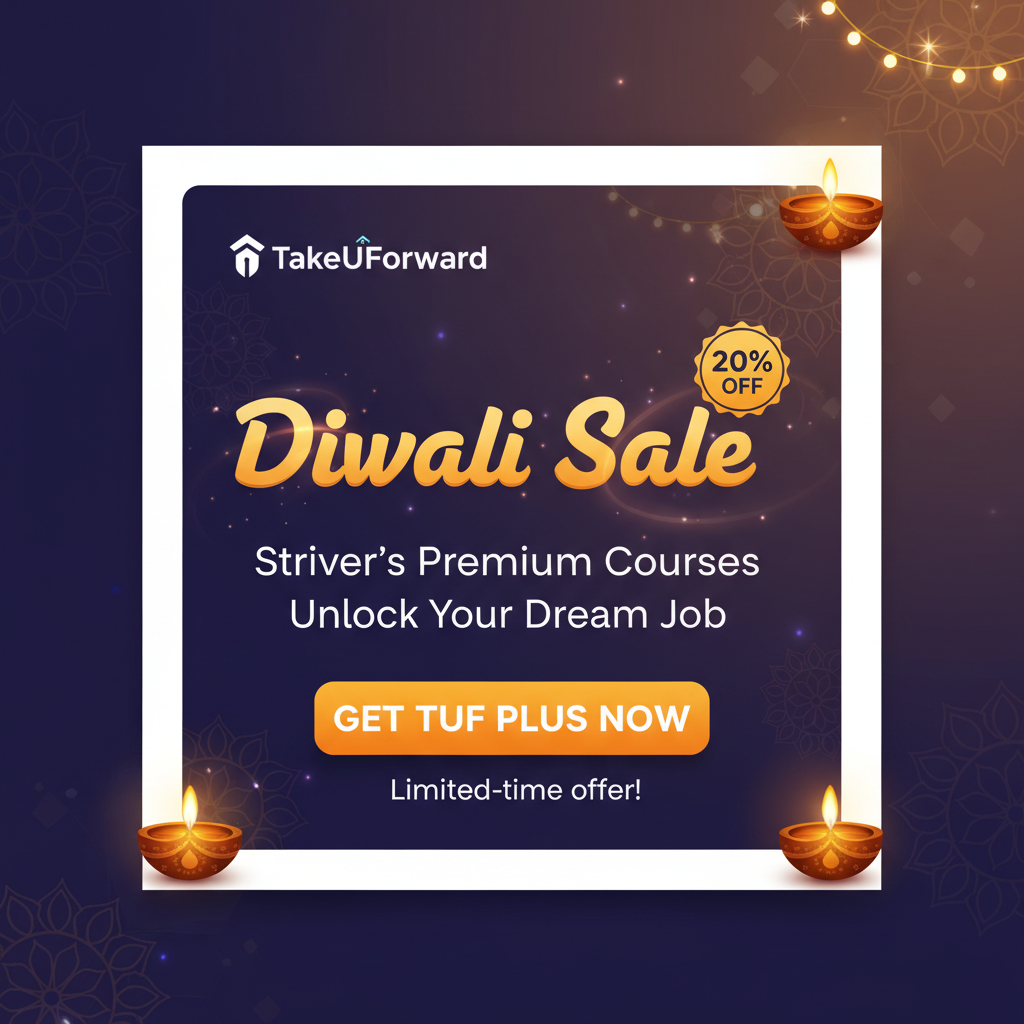 TakeUForward
20%
OFF
Diwali Sale
Striver’s Premium Courses
Unlock Your Dream Job
GET TUF PLUS NOW
Limited-time offer!